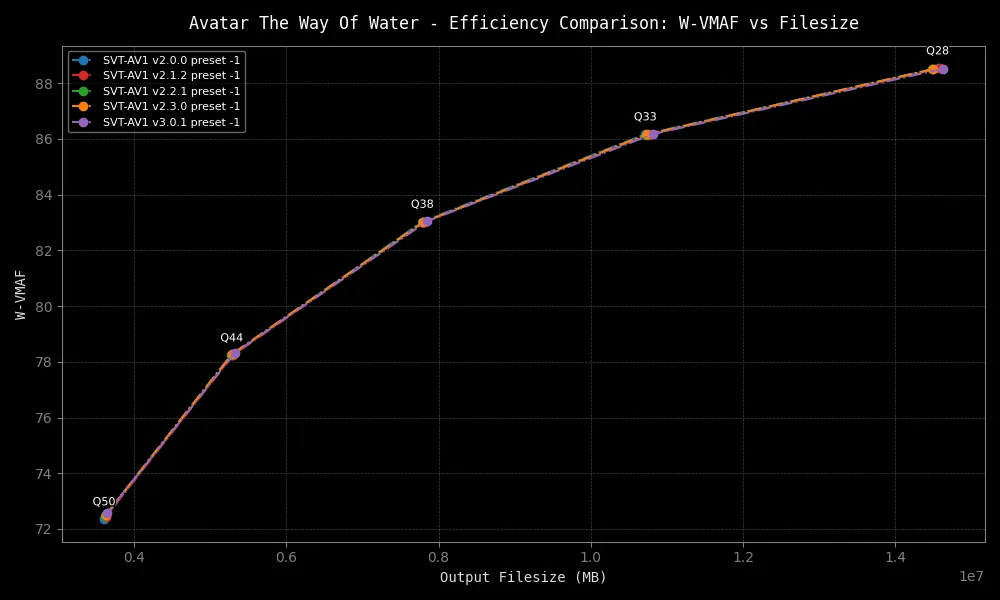 Avatar The Way Of Water - Efficiency Comparison: W-VMAF vs Filesize
SVT-AV1 v2.0.0 preset -1
SVT-AV1 v2.1.2 preset -1
SVT-AV1 v2.2.1 preset -1
SVT-AV1 v2.3.0 preset -1
SVT-AV1 v3.0.1 preset -1
Q28
Q33
Q38
Q44
Q50
W-VMAF
88
86
84
82
80
78
76
74
72
0.4 0.6 0.8 1.0 1.2 1.4
1e7
Output Filesize (MB)